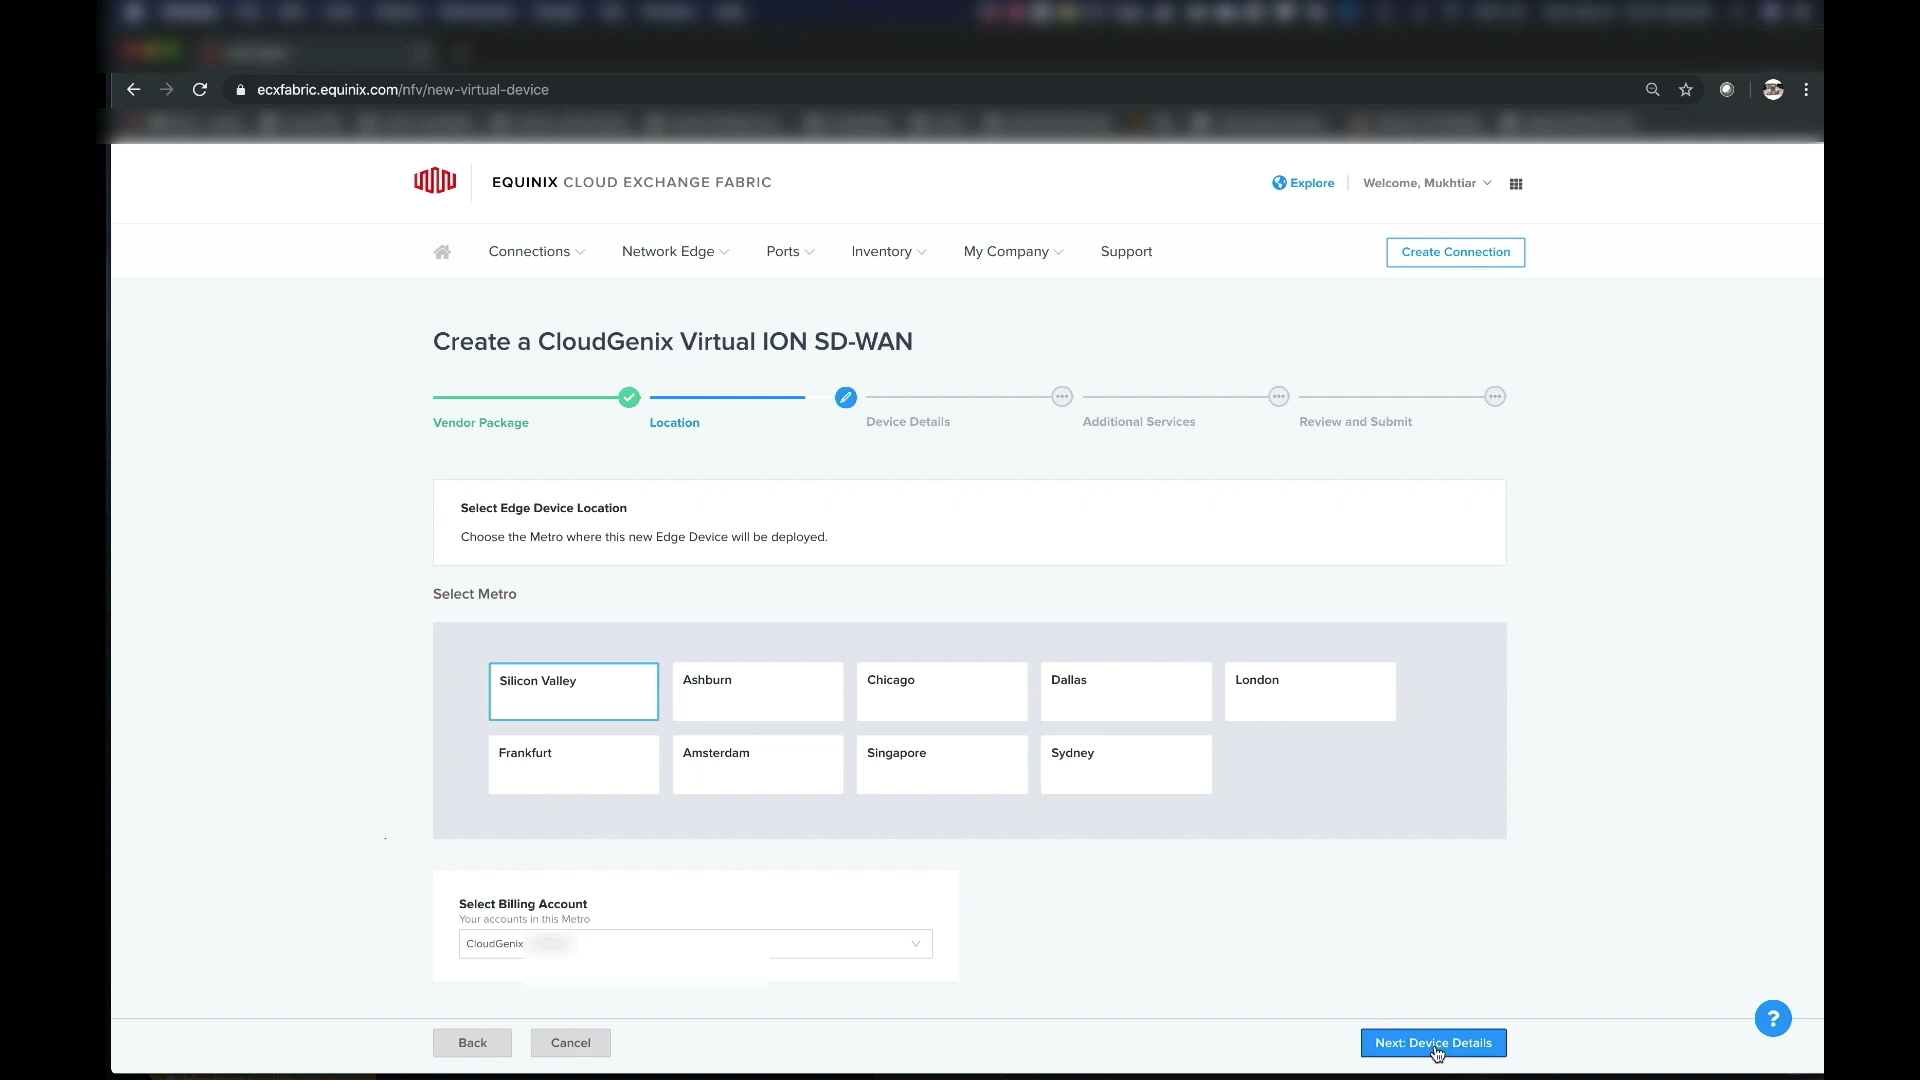 ecxfabric.equinix.com/nfv/new-virtual-device
EQUINIX CLOUD EXCHANGE FABRIC
Explore
Welcome, Mukhtiar
Connections
Network Edge
Ports
Inventory
My Company
Support
Create Connection
Create a CloudGenix Virtual ION SD-WAN
Vendor Package
Location
Device Details
Additional Services
Review and Submit
Select Edge Device Location
Choose the Metro where this new Edge Device will be deployed.
Select Metro
Silicon Valley
Ashburn
Chicago
Dallas
London
Frankfurt
Amsterdam
Singapore
Sydney
Select Billing Account
Your accounts in this Metro
CloudGenix
Back
Cancel
Next: Device Details
?